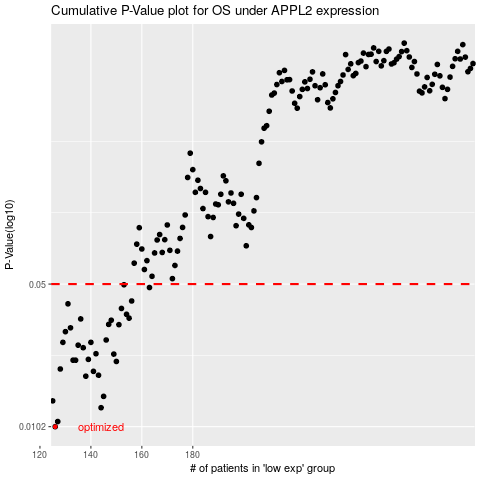 Cumulative P-Value plot for OS under APPL2 expression
P-Value(log10)
0.05
0.0102
optimized
120 140 160 180
# of patients in 'low exp' group